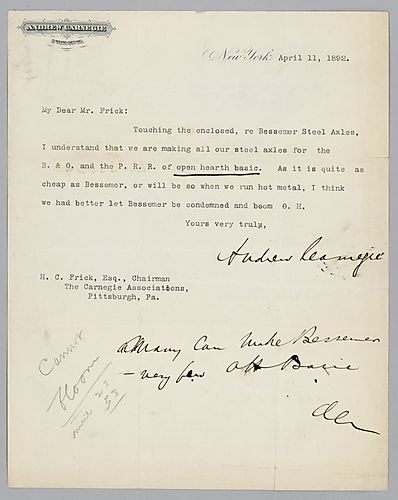 ANDREW CARNEGIE
New York April 11, 1892.
My Dear Mr. Frick:
Touching the enclosed, re Bessemer Steel Axles,
I understand that we are making all our steel axles for the
B. & O. and the P. R. R. of open hearth basic. As it is quite as
cheap as Bessemer, or will be so when we run hot metal, I think
we had better let Bessemer be condemned and boom O. H.
Yours very truly,
Andrew Carnegie
H. C. Frick, Esq., Chairman
The Carnegie Associations,
Pittsburgh, Pa.
Many Can Make Bessemer
– very few OH Basic
AC
Cannot